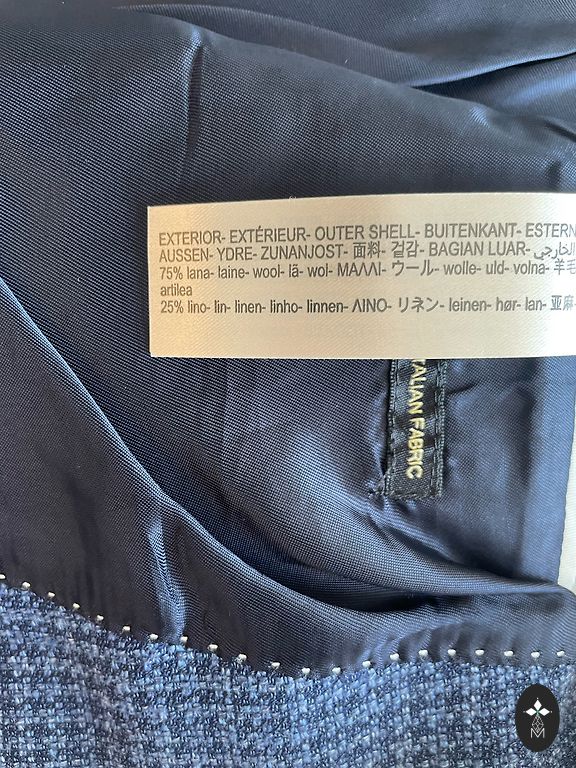 EXTERIOR- EXTÉRIEUR- OUTER SHELL- BUITENKANT- ESTERN
AUSSEN- YDRE- ZUNANJOST- 面料- 겉감- BAGIAN LUAR- الخارجي
75% lana- laine- wool- lã- wol- ΜΑΛΛΙ- ウール- wolle- uld- volna- 羊毛
artilea
25% lino- lin- linen- linho- linnen- ΛΙΝΟ- リネン- leinen- hør- lan- 亚麻-
ITALIAN FABRIC
M